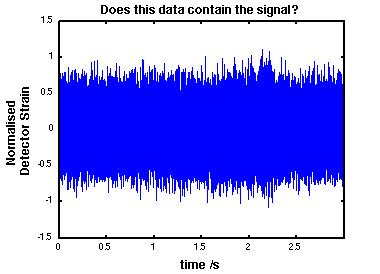 Does this data contain the signal?
1.5
1
0.5
0
-0.5
-1
-1.5
Normalised
Detector Strain
0 0.5 1 1.5 2 2.5
time /s